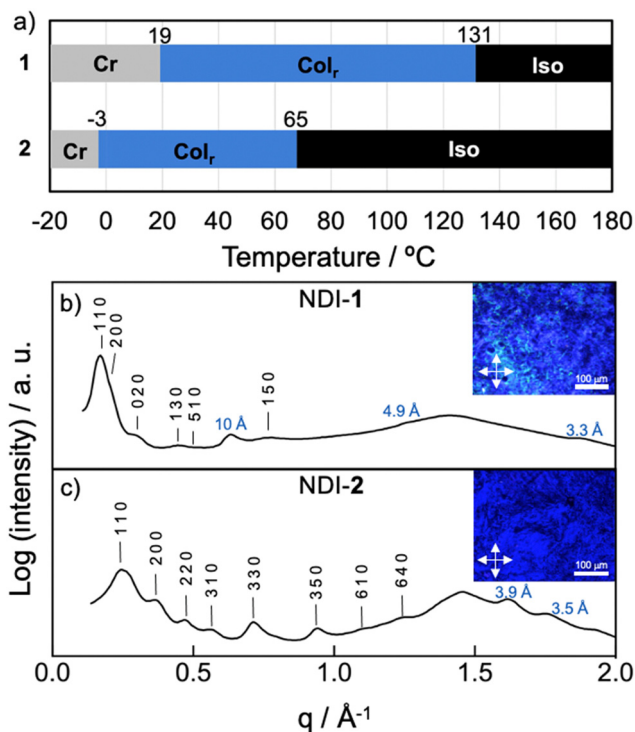 a)
19 131
1 Cr Colᵣ Iso
-3 65
2 Cr Colᵣ Iso
-20 0 20 40 60 80 100 120 140 160 180
Temperature / ºC
b) NDI-1
110
200
020
130
510
10 Å
150
4.9 Å
3.3 Å
100 µm
c) NDI-2
110
200
220
310
330
350
610
640
3.9 Å
3.5 Å
100 µm
Log (intensity) / a. u.
0.0 0.5 1.0 1.5 2.0
q / Å⁻¹